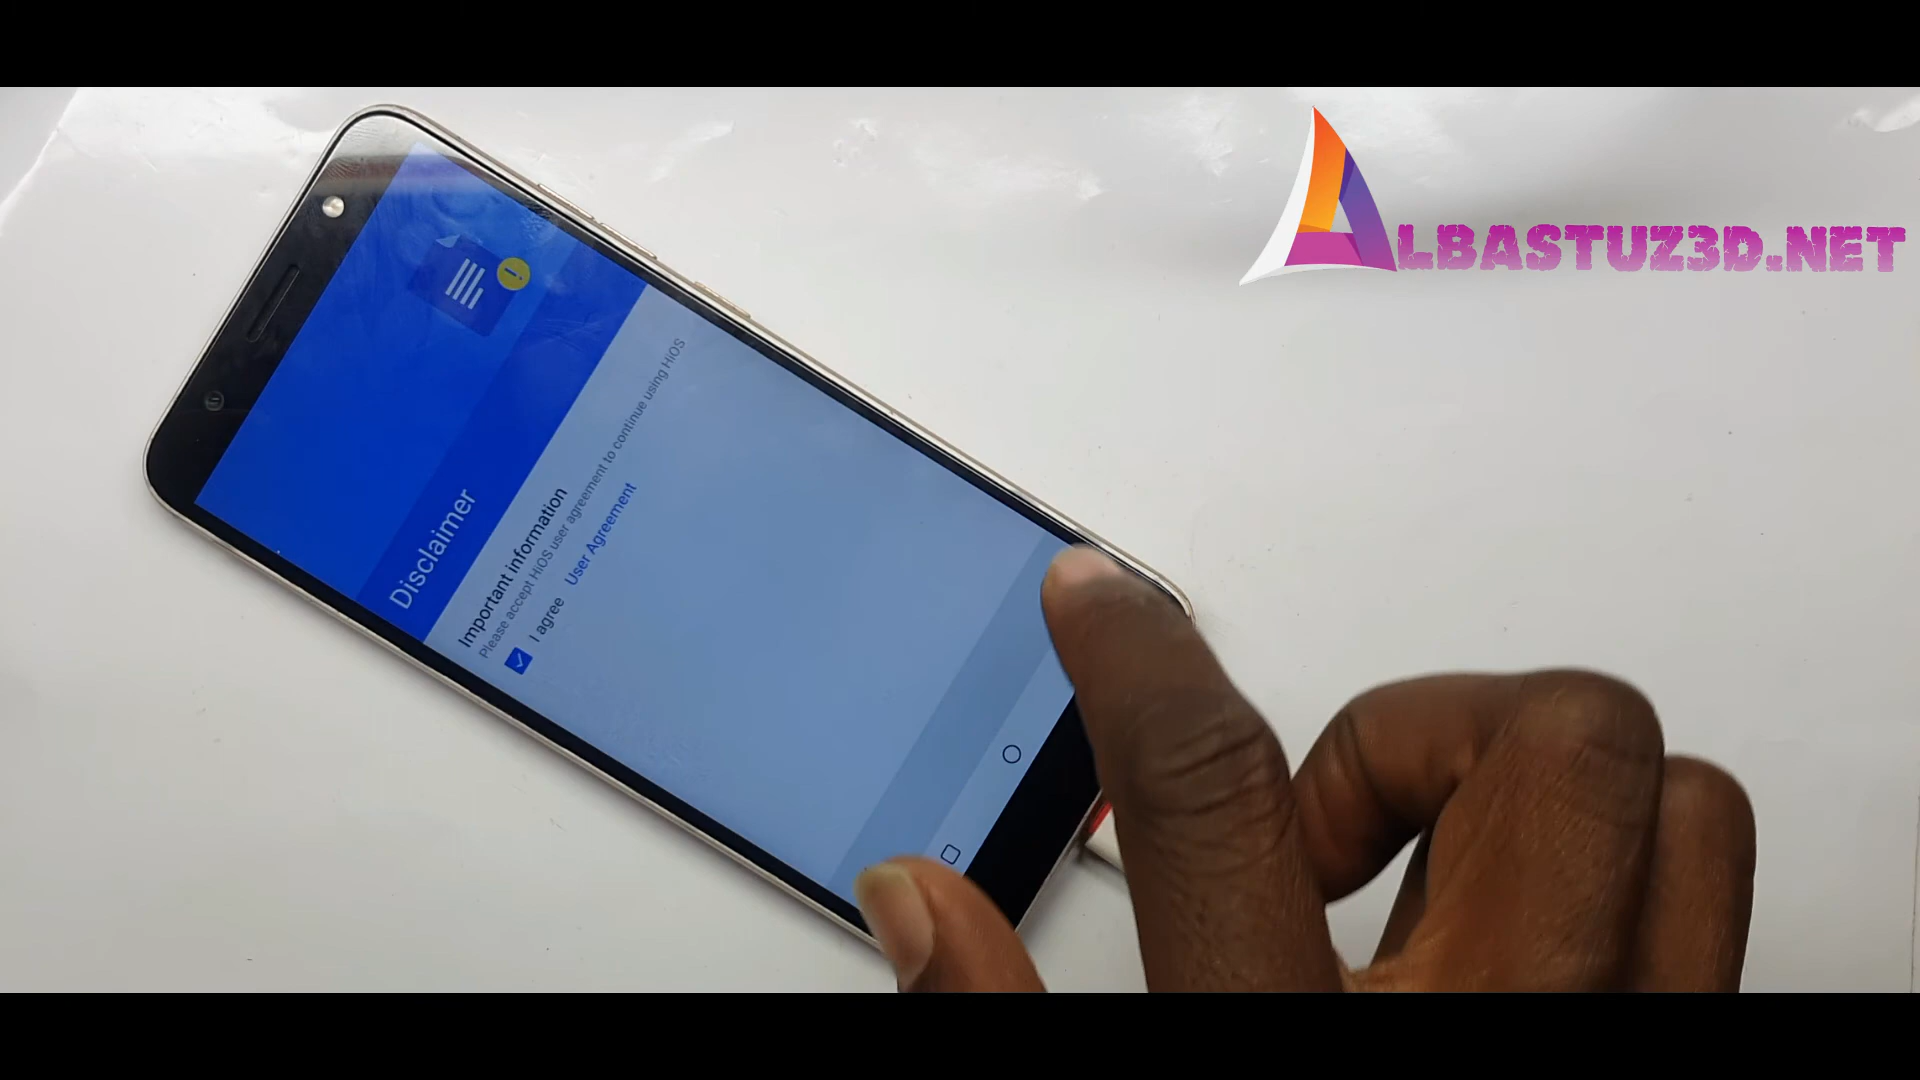 ALBASTUZ3D.NET
Disclaimer
Important information
Please accept HiOS user agreement to continue using HiOS
I agree User Agreement